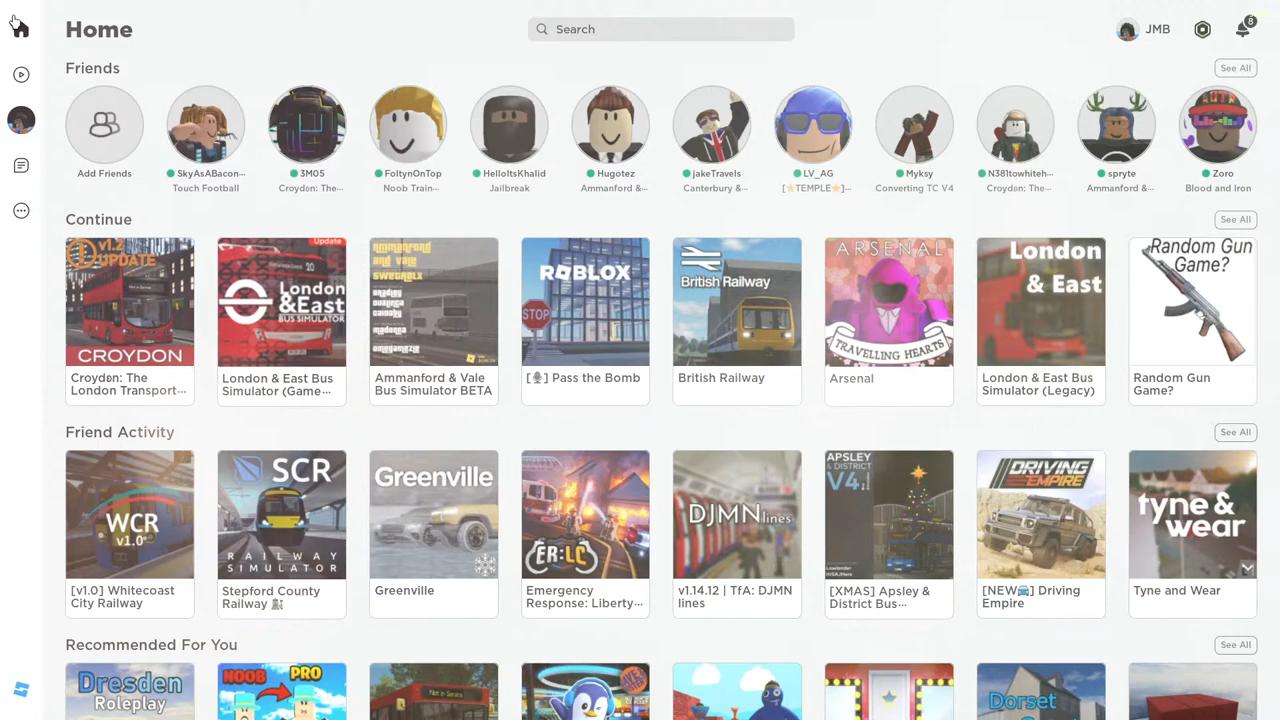 Home
Search
JMB
8
Friends
See All
Add Friends
SkyAsABacon...
Touch Football
3M05
Croydon: The...
FoltynOnTop
Noob Train...
HelloItsKhalid
Jailbreak
Hugotez
Ammanford &...
jakeTravels
Canterbury &...
LV_AG
[⭐TEMPLE⭐]...
Myksy
Converting TC V4
N381towhiteh...
Croydon: The...
spryte
Ammanford &...
Zoro
Blood and Iron
Continue
See All
v1.2
UPDATE
CROYDON
Croydon: The
London Transport...
Update
20
London
&East
BUS SIMULATOR
London & East Bus
Simulator (Game...
Ammanford
and Vale
Ammanford & Vale
Bus Simulator BETA
ROBLOX
STOP
[🎙️] Pass the Bomb
British Railway
British Railway
ARSENAL
TRAVELLING HEARTS
Arsenal
London
& East
London & East Bus
Simulator (Legacy)
Random Gun
Game?
Random Gun
Game?
Friend Activity
See All
WCR
v1.0
[v1.0] Whitecoast
City Railway
SCR
RAILWAY
SIMULATOR
Stepford County
Railway 🚉
Greenville
Greenville
ER:LC
Emergency
Response: Liberty...
DJMN lines
v1.14.12 | TfA: DJMN
lines
APSLEY
& DISTRICT
V4
[XMAS] Apsley &
District Bus...
DRIVING
EMPIRE
[NEW🚘] Driving
Empire
tyne &
wear
Tyne and Wear
Recommended For You
See All
Dresden
Roleplay
NOOB
PRO
Not in Service
Dorset